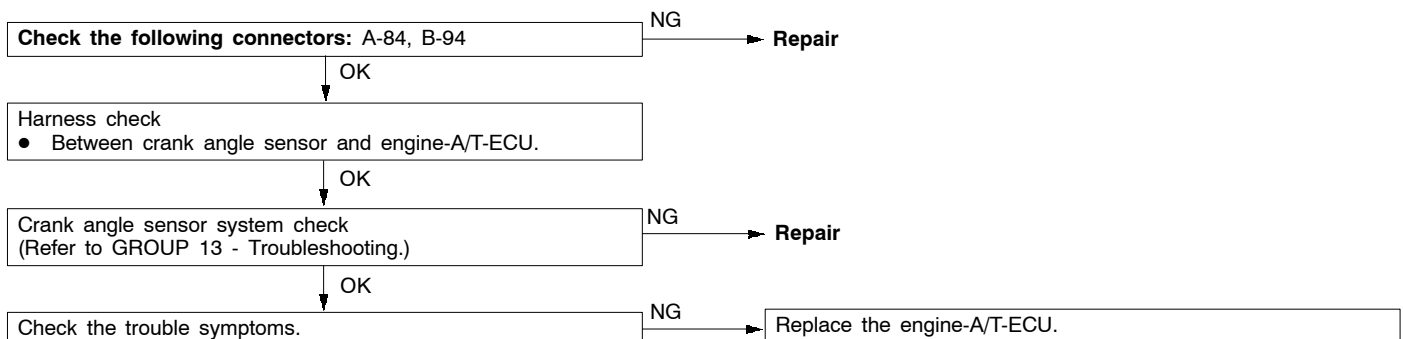 Check the following connectors: A-84, B-94
NG
Repair
OK
Harness check
● Between crank angle sensor and engine-A/T-ECU.
OK
Crank angle sensor system check
(Refer to GROUP 13 - Troubleshooting.)
NG
Repair
OK
Check the trouble symptoms.
NG
Replace the engine-A/T-ECU.